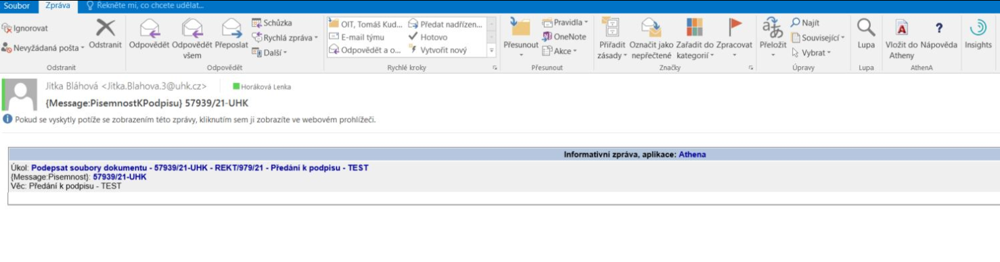 Soubor Zpráva Řekněte mi, co chcete udělat...
Ignorovat
Nevyžádaná pošta
Odstranit
Odstranit
Odpovědět
Odpovědět všem
Přeposlat
Schůzka
Rychlá zpráva
Další
Odpovědět
OIT, Tomáš Kud...
E-mail týmu
Odpovědět a o...
Předat nadřízen...
Hotovo
Vytvořit nový
Rychlé kroky
Přesunout
Pravidla
OneNote
Akce
Přesunout
Přiřadit zásady
Označit jako nepřečtené
Zařadit do kategorií
Zpracovat
Značky
Přeložit
Najít
Související
Vybrat
Úpravy
Lupa
Lupa
Vložit do Atheny
Nápověda
AthenA
Insights
Jitka Bláhová <Jitka.Blahova.3@uhk.cz> Horáková Lenka
{Message:PisemnostKPodpisu} 57939/21-UHK
Pokud se vyskytly potíže se zobrazením této zprávy, kliknutím sem ji zobrazíte ve webovém prohlížeči.
Informativní zpráva, aplikace: Athena
Úkol: Podepsat soubory dokumentu - 57939/21-UHK - REKT/979/21 - Předání k podpisu - TEST
{Message:Pisemnost}: 57939/21-UHK
Věc: Předání k podpisu - TEST